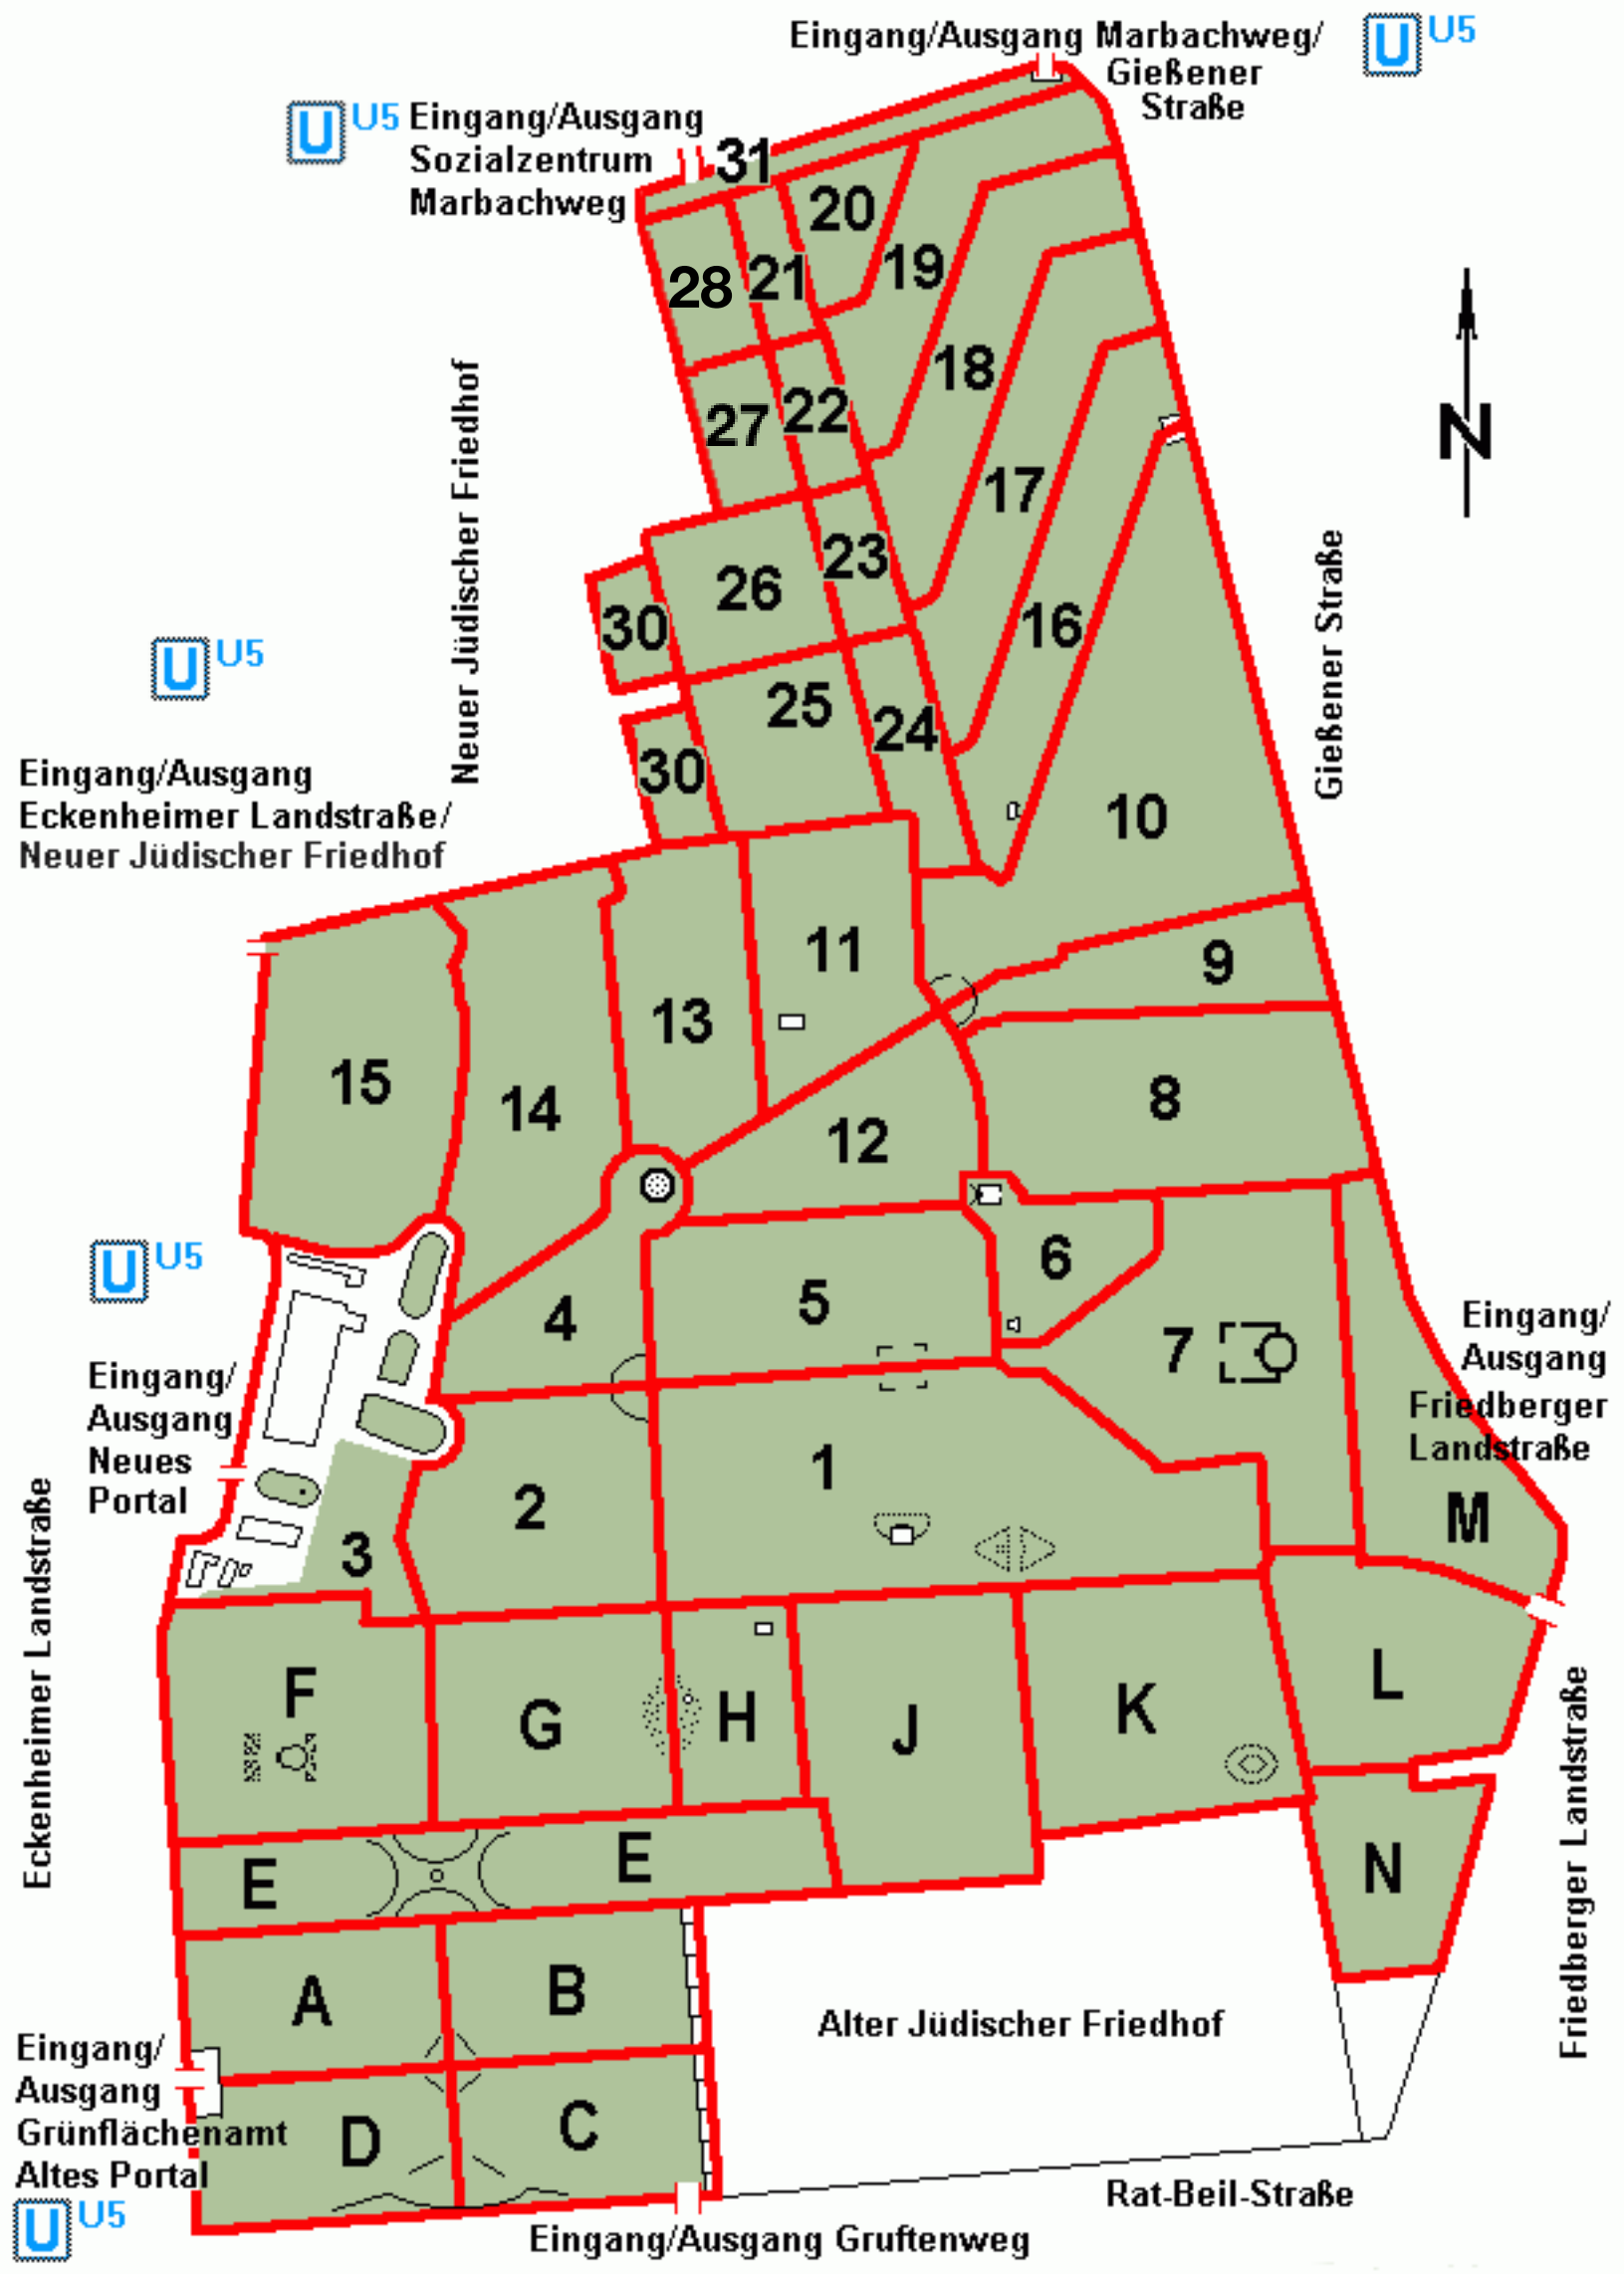 Eingang/Ausgang Marbachweg/
Gießener
Straße
U U5
U U5
Eingang/Ausgang
Sozialzentrum
Marbachweg
31
20
19
28
21
18
27
22
17
N
23
26
16
30
25
24
30
10
Neuer Jüdischer Friedhof
Gießener Straße
U U5
Eingang/Ausgang
Eckenheimer Landstraße/
Neuer Jüdischer Friedhof
11
9
13
15
14
12
8
U U5
6
5
4
7
Eingang/
Ausgang
Friedberger
Landstraße
Eingang/
Ausgang
Neues
Portal
1
2
3
M
Eckenheimer Landstraße
F
G
H
J
K
L
E
E
N
Friedberger Landstraße
A
B
Alter Jüdischer Friedhof
Eingang/
Ausgang
Grünflächenamt
Altes Portal
D
C
U U5
Rat-Beil-Straße
Eingang/Ausgang Gruftenweg